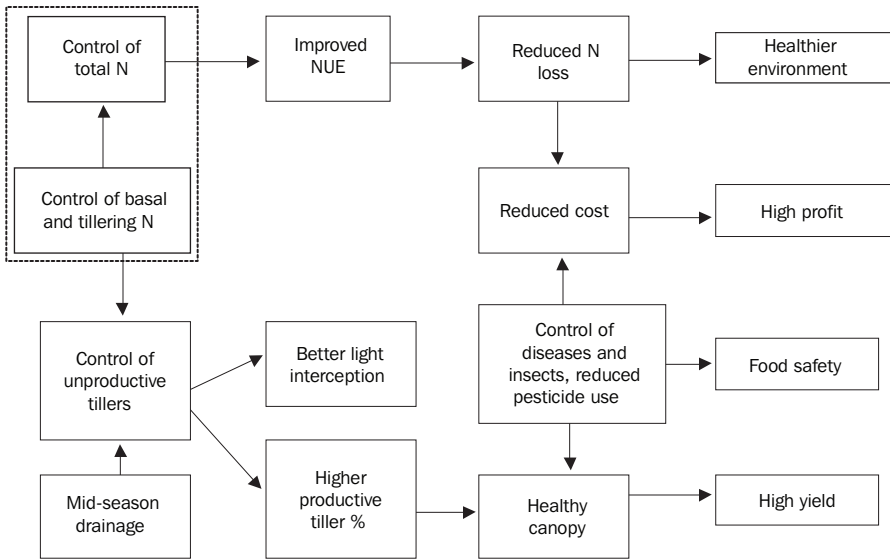 Control of
total N
Improved
NUE
Reduced N
loss
Healthier
environment
Control of basal
and tillering N
Reduced cost
High profit
Control of
unproductive
tillers
Better light
interception
Control of
diseases and
insects, reduced
pesticide use
Food safety
Mid-season
drainage
Higher
productive
tiller %
Healthy
canopy
High yield